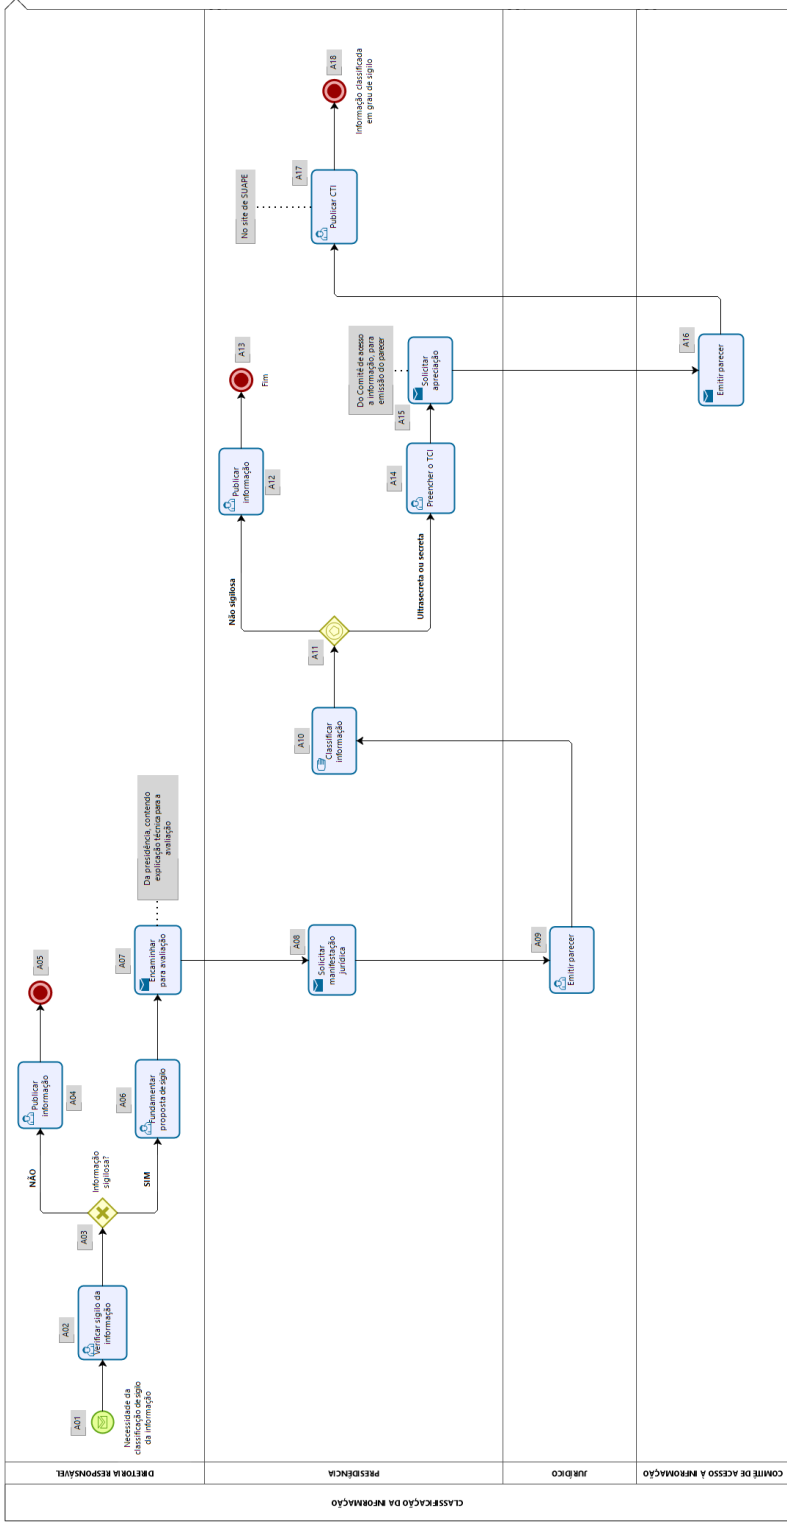 CLASSIFICAÇÃO DA INFORMAÇÃO
DIRETORIA RESPONSÁVEL
A01
Necessidade da
classificação de sigilo
da informação
A02
Verificar sigilo da
informação
A03
Informação
sigilosa?
NÃO
SIM
A04
Publicar
informação
A05
A06
Fundamentar
proposta de sigilo
A07
Encaminhar
para avaliação
Da presidência, contendo
explicação técnica para a
avaliação
PRESIDÊNCIA
A08
Solicitar
manifestação
jurídica
A10
Classificar
informação
A11
Não sigilosa
Ultrasecreta ou secreta
A12
Publicar
informação
A13
Fim
A14
Preencher o TCI
A15
Solicitar
apreciação
Do Comitê de acesso
a informação, para
emissão do parecer
No site de SUAPE
A17
Publicar CTI
A18
Informação classificada
em grau de sigilo
JURÍDICO
A09
Emitir parecer
COMITÊ DE ACESSO À INFROMAÇÃO
A16
Emitir parecer